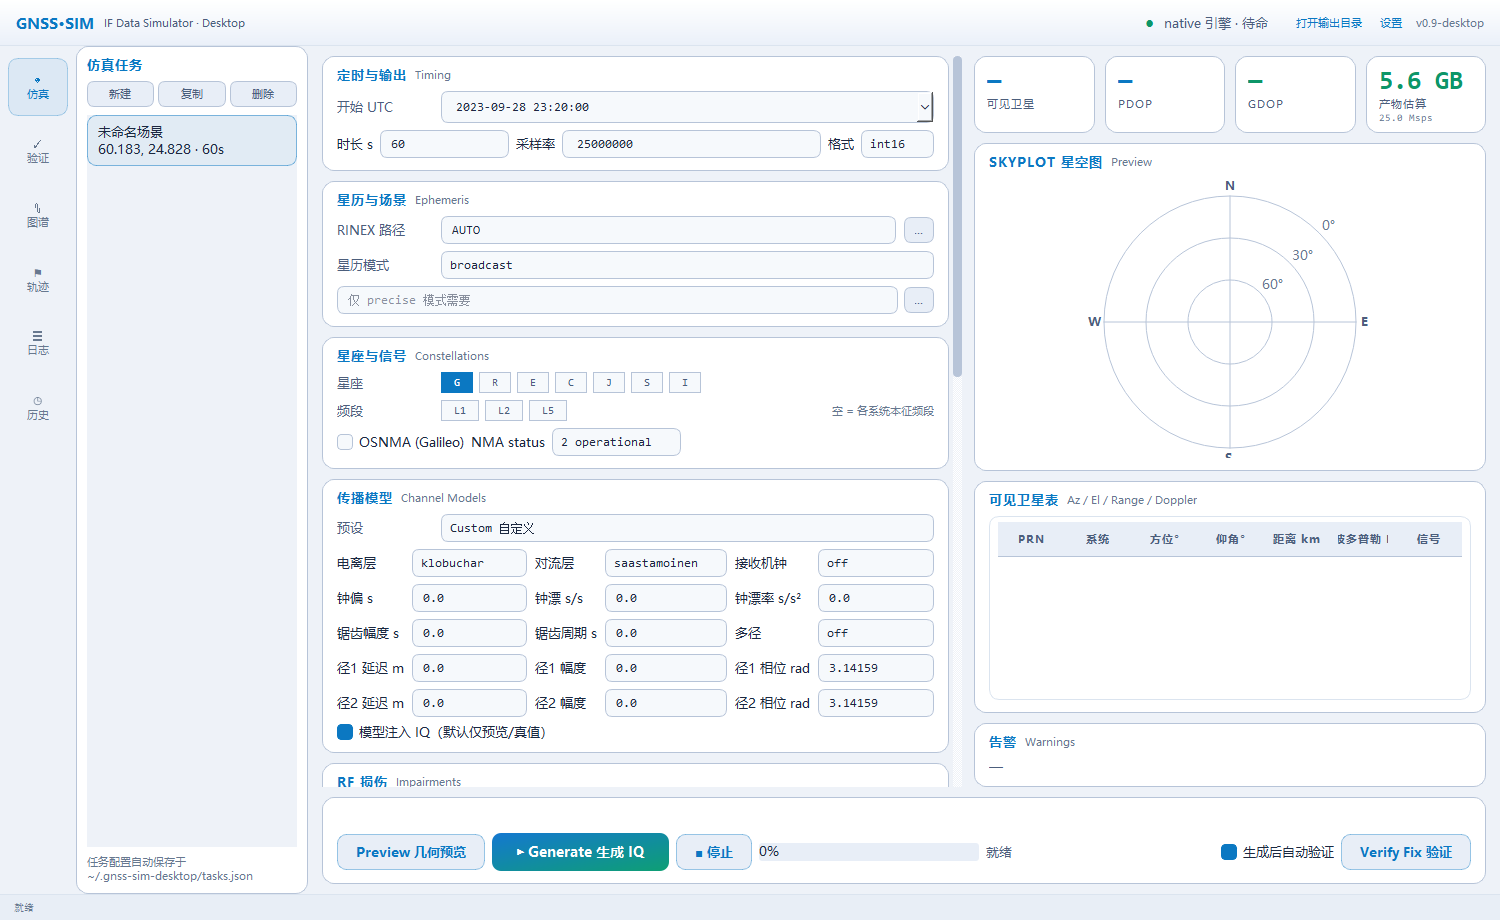 GNSS•SIM IF Data Simulator · Desktop
native 引擎 · 待命 打开输出目录 设置 v0.9-desktop
仿真
验证
图谱
轨迹
日志
历史
仿真任务
新建 复制 删除
未命名场景
60.183, 24.828 · 60s
任务配置自动保存于
~/.gnss-sim-desktop/tasks.json
定时与输出 Timing
开始 UTC 2023-09-28 23:20:00
时长 s 60 采样率 25000000 格式 int16
星历与场景 Ephemeris
RINEX 路径 AUTO ...
星历模式 broadcast
仅 precise 模式需要 ...
星座与信号 Constellations
星座 G R E C J S I
频段 L1 L2 L5 空 = 各系统本征频段
OSNMA (Galileo) NMA status 2 operational
传播模型 Channel Models
预设 Custom 自定义
电离层 klobuchar 对流层 saastamoinen 接收机钟 off
钟偏 s 0.0 钟漂 s/s 0.0 钟漂率 s/s² 0.0
锯齿幅度 s 0.0 锯齿周期 s 0.0 多径 off
径1 延迟 m 0.0 径1 幅度 0.0 径1 相位 rad 3.14159
径2 延迟 m 0.0 径2 幅度 0.0 径2 相位 rad 3.14159
模型注入 IQ（默认仅预览/真值）
RF 损伤 Impairments
— 可见卫星
— PDOP
— GDOP
5.6 GB
产物估算
25.0 Msps
SKYPLOT 星空图 Preview
N
0°
30°
60°
W E
S
可见卫星表 Az / El / Range / Doppler
PRN 系统 方位° 仰角° 距离 km 多普勒 信号
告警 Warnings
—
Preview 几何预览 ▸ Generate 生成 IQ ■ 停止 0% 就绪 生成后自动验证 Verify Fix 验证
就绪